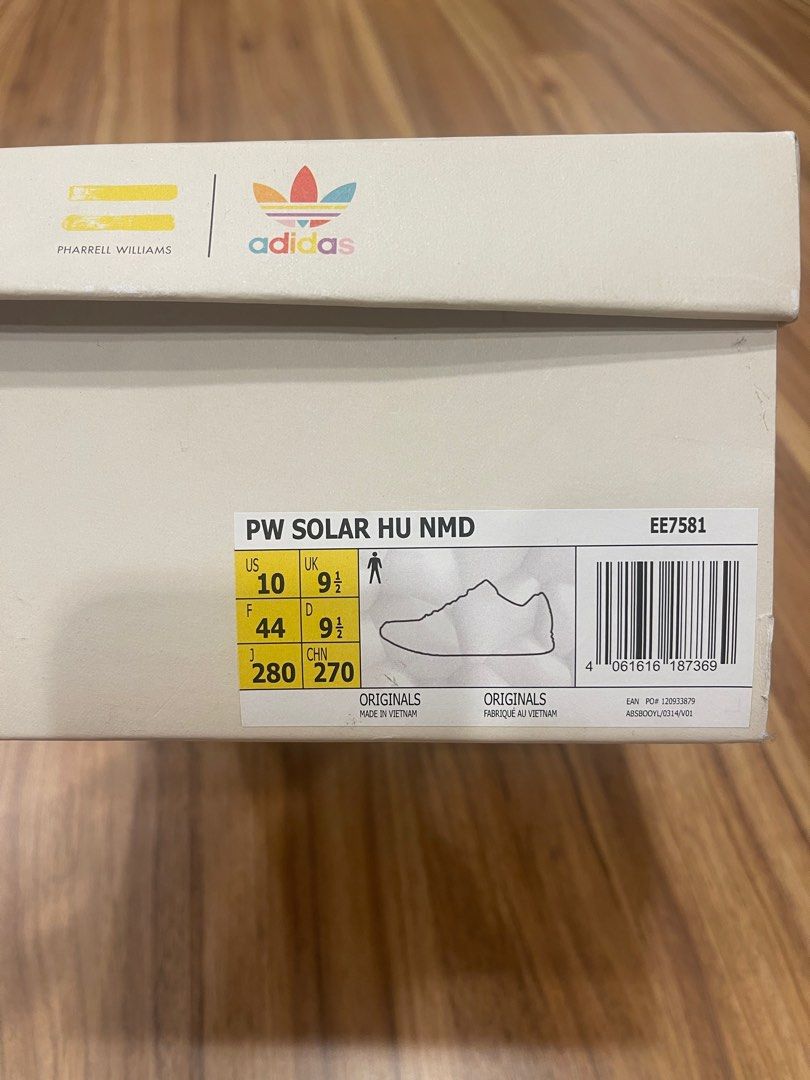 PHARRELL WILLIAMS
adidas
PW SOLAR HU NMD
EE7581
US 10
UK 9½
F 44
D 9½
J 280
CHN 270
4 061616 187369
ORIGINALS
MADE IN VIETNAM
ORIGINALS
FABRIQUÉ AU VIETNAM
EAN PO# 120933879
ABSBOOYL/0314/V01